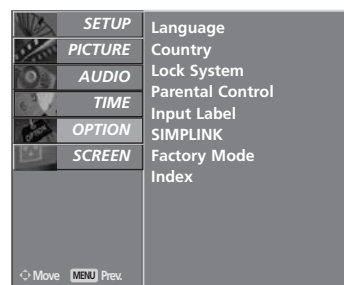 SETUP
PICTURE
AUDIO
TIME
OPTION
SCREEN
Language
Country
Lock System
Parental Control
Input Label
SIMPLINK
Factory Mode
Index
Move MENU Prev.